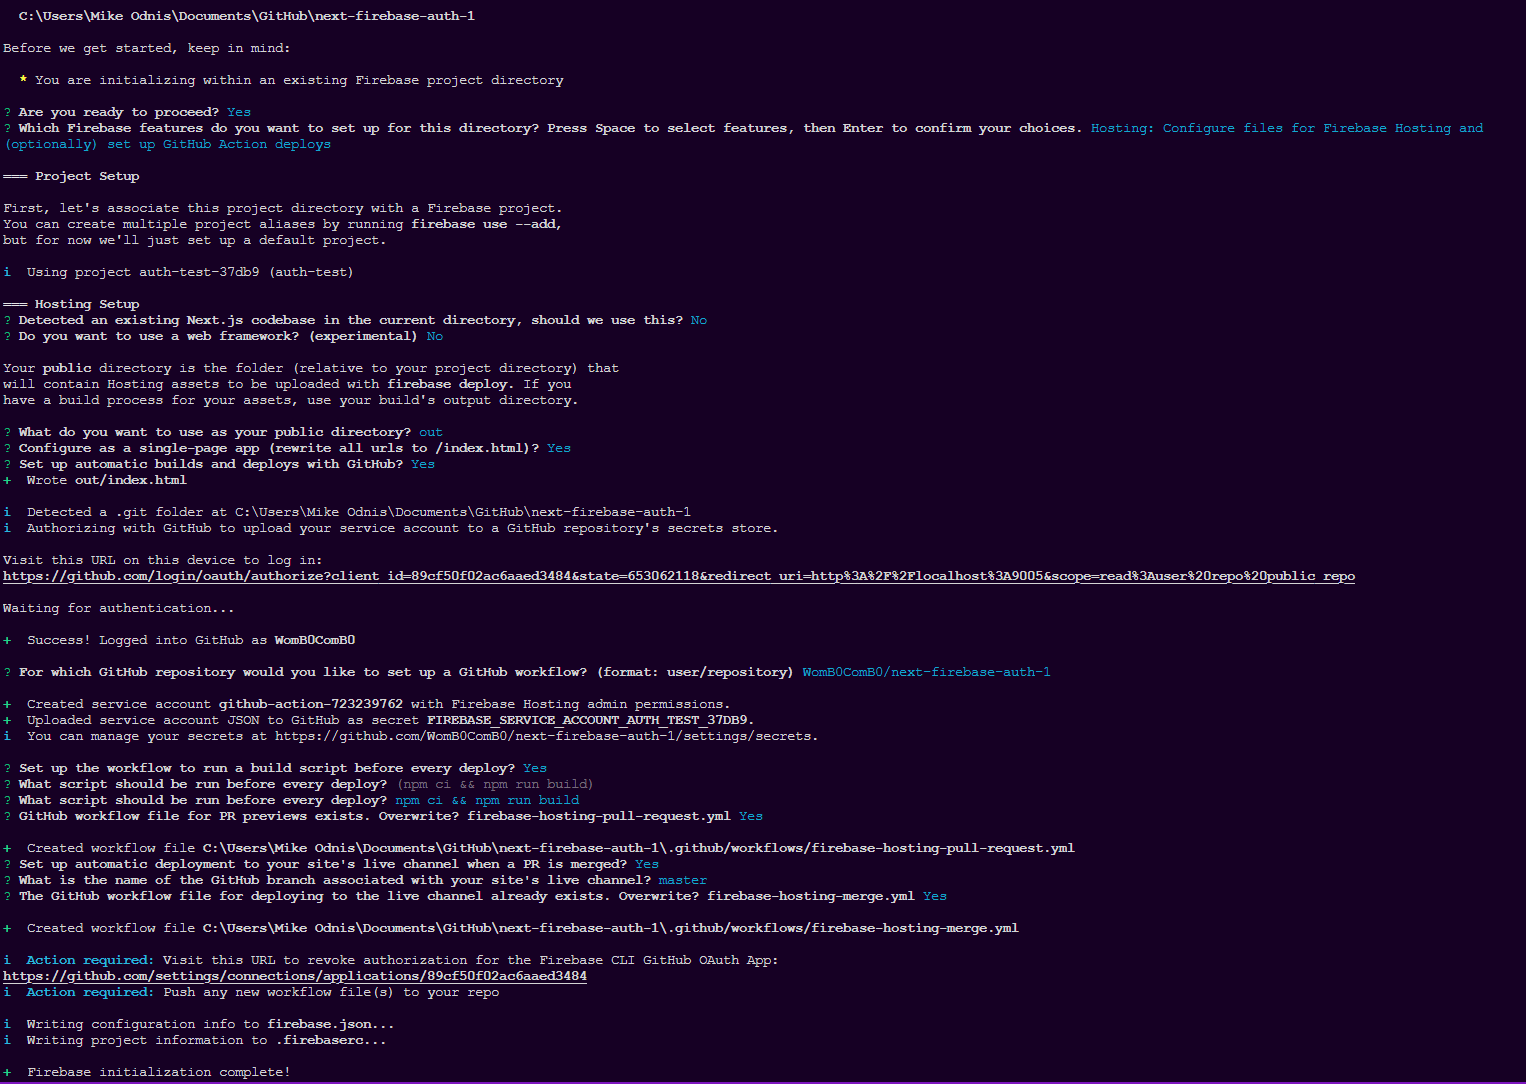 C:\Users\Mike Odnis\Documents\GitHub\next-firebase-auth-1
Before we get started, keep in mind:
* You are initializing within an existing Firebase project directory
? Are you ready to proceed? Yes
? Which Firebase features do you want to set up for this directory? Press Space to select features, then Enter to confirm your choices. Hosting: Configure files for Firebase Hosting and
(optionally) set up GitHub Action deploys
=== Project Setup
First, let's associate this project directory with a Firebase project.
You can create multiple project aliases by running firebase use --add,
but for now we'll just set up a default project.
i  Using project auth-test-37db9 (auth-test)
=== Hosting Setup
? Detected an existing Next.js codebase in the current directory, should we use this? No
? Do you want to use a web framework? (experimental) No
Your public directory is the folder (relative to your project directory) that
will contain Hosting assets to be uploaded with firebase deploy. If you
have a build process for your assets, use your build's output directory.
? What do you want to use as your public directory? out
? Configure as a single-page app (rewrite all urls to /index.html)? Yes
? Set up automatic builds and deploys with GitHub? Yes
+  Wrote out/index.html
i  Detected a .git folder at C:\Users\Mike Odnis\Documents\GitHub\next-firebase-auth-1
i  Authorizing with GitHub to upload your service account to a GitHub repository's secrets store.
Visit this URL on this device to log in:
https://github.com/login/oauth/authorize?client_id=89cf50f02ac6aaed3484&state=653062118&redirect_uri=http%3A%2F%2Flocalhost%3A9005&scope=read%3Auser%20repo%20public_repo
Waiting for authentication...
+  Success! Logged into GitHub as WomB0ComB0
? For which GitHub repository would you like to set up a GitHub workflow? (format: user/repository) WomB0ComB0/next-firebase-auth-1
+  Created service account github-action-723239762 with Firebase Hosting admin permissions.
+  Uploaded service account JSON to GitHub as secret FIREBASE_SERVICE_ACCOUNT_AUTH_TEST_37DB9.
i  You can manage your secrets at https://github.com/WomB0ComB0/next-firebase-auth-1/settings/secrets.
? Set up the workflow to run a build script before every deploy? Yes
? What script should be run before every deploy? (npm ci && npm run build)
? What script should be run before every deploy? npm ci && npm run build
? GitHub workflow file for PR previews exists. Overwrite? firebase-hosting-pull-request.yml Yes
+  Created workflow file C:\Users\Mike Odnis\Documents\GitHub\next-firebase-auth-1\.github/workflows/firebase-hosting-pull-request.yml
? Set up automatic deployment to your site's live channel when a PR is merged? Yes
? What is the name of the GitHub branch associated with your site's live channel? master
? The GitHub workflow file for deploying to the live channel already exists. Overwrite? firebase-hosting-merge.yml Yes
+  Created workflow file C:\Users\Mike Odnis\Documents\GitHub\next-firebase-auth-1\.github/workflows/firebase-hosting-merge.yml
i  Action required: Visit this URL to revoke authorization for the Firebase CLI GitHub OAuth App:
https://github.com/settings/connections/applications/89cf50f02ac6aaed3484
i  Action required: Push any new workflow file(s) to your repo
i  Writing configuration info to firebase.json...
i  Writing project information to .firebaserc...
+  Firebase initialization complete!